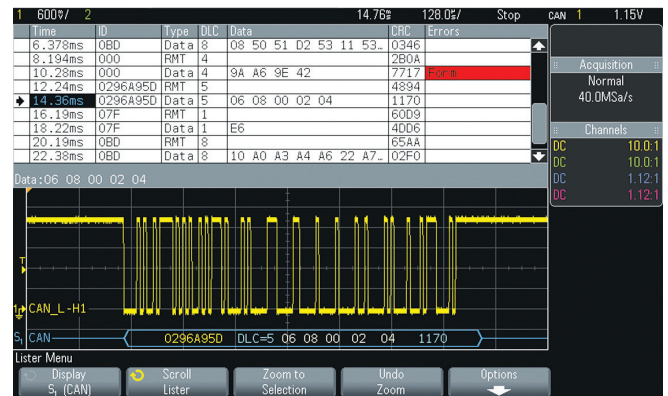 1 600▽/ 2 14.76▽ 128.0▽/ Stop CAN 1 1.15V
Time ID Type DLC Data CRC Errors
6.378ms 0BD Data 8 08 50 51 D2 53 11 53… 0346
8.194ms 000 RMT 4 2B0A
10.28ms 000 Data 4 9A A6 9E 42 7717 Form
12.24ms 0296A95D RMT 5 4894
14.36ms 0296A95D Data 5 06 08 00 02 04 1170
16.19ms 07F RMT 1 60D9
18.22ms 07F Data 1 E6 4DD6
20.19ms 0BD RMT 8 65AA
22.38ms 0BD Data 8 10 A0 A3 A4 A6 22 A7… 02F0
Acquisition
Normal
40.0MSa/s
Channels
DC 10.0:1
DC 10.0:1
DC 1.12:1
DC 1.12:1
Data:06 08 00 02 04
T
1 CAN_L -H1
S1 CAN 0296A95D DLC=5 06 08 00 02 04 1170
Lister Menu
Display Scroll Zoom to Undo Options
S1 (CAN) Lister Selection Zoom